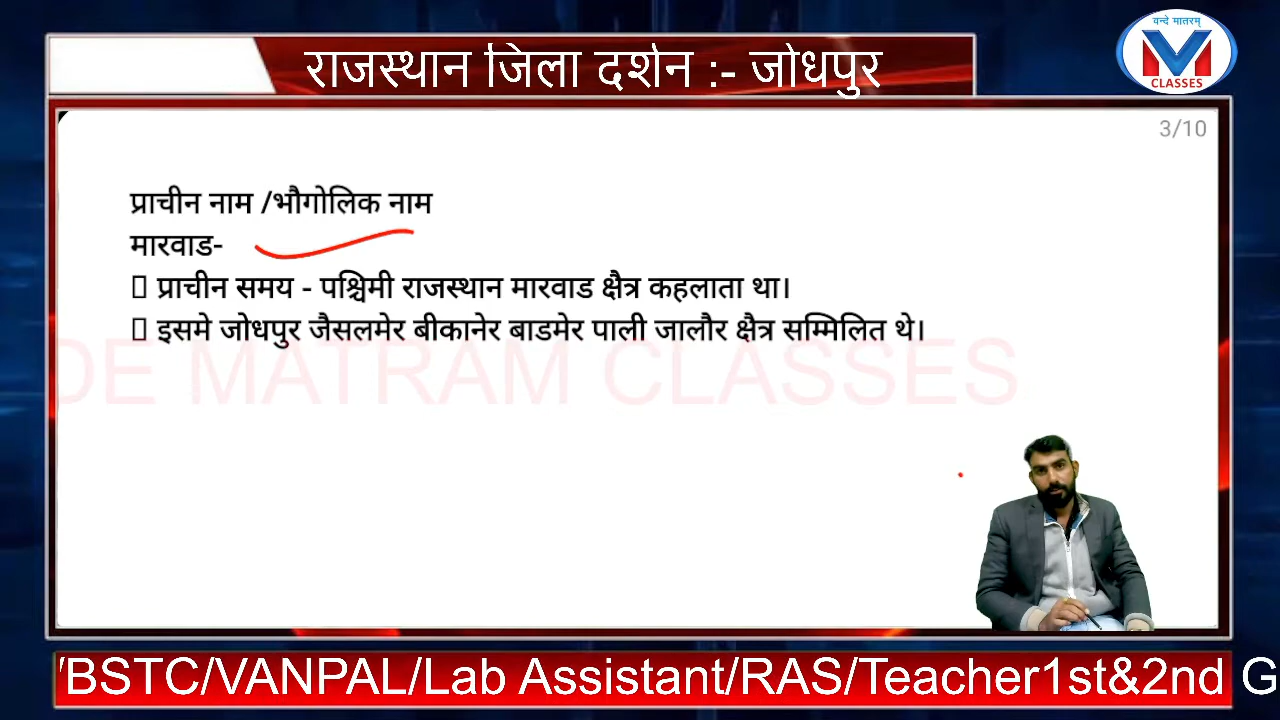 राजस्थान जिला दर्शन :- जोधपुर
वन्दे मातरम्
CLASSES
3/10
प्राचीन नाम /भौगोलिक नाम
मारवाड-
प्राचीन समय - पश्चिमी राजस्थान मारवाड क्षैत्र कहलाता था।
इसमे जोधपुर जैसलमेर बीकानेर बाडमेर पाली जालौर क्षैत्र सम्मिलित थे।
DE MATRAM CLASSES
/BSTC/VANPAL/Lab Assistant/RAS/Teacher1st&2nd G